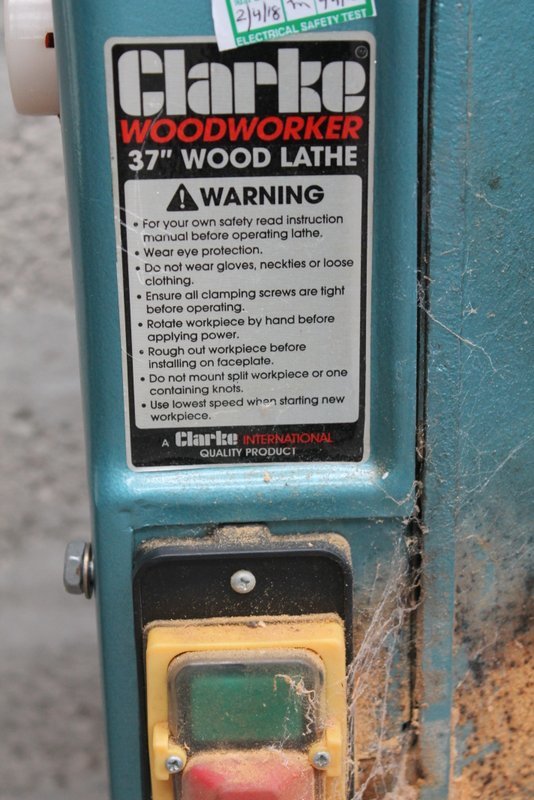 2/4/18
ELECTRICAL SAFETY TEST
Clarke
WOODWORKER
37" WOOD LATHE
WARNING
• For your own safety read instruction
manual before operating lathe.
• Wear eye protection.
• Do not wear gloves, neckties or loose
clothing.
• Ensure all clamping screws are tight
before operating.
• Rotate workpiece by hand before
applying power.
• Rough out workpiece before
installing on faceplate.
• Do not mount split workpiece or one
containing knots.
• Use lowest speed when starting new
workpiece.
A Clarke INTERNATIONAL
QUALITY PRODUCT